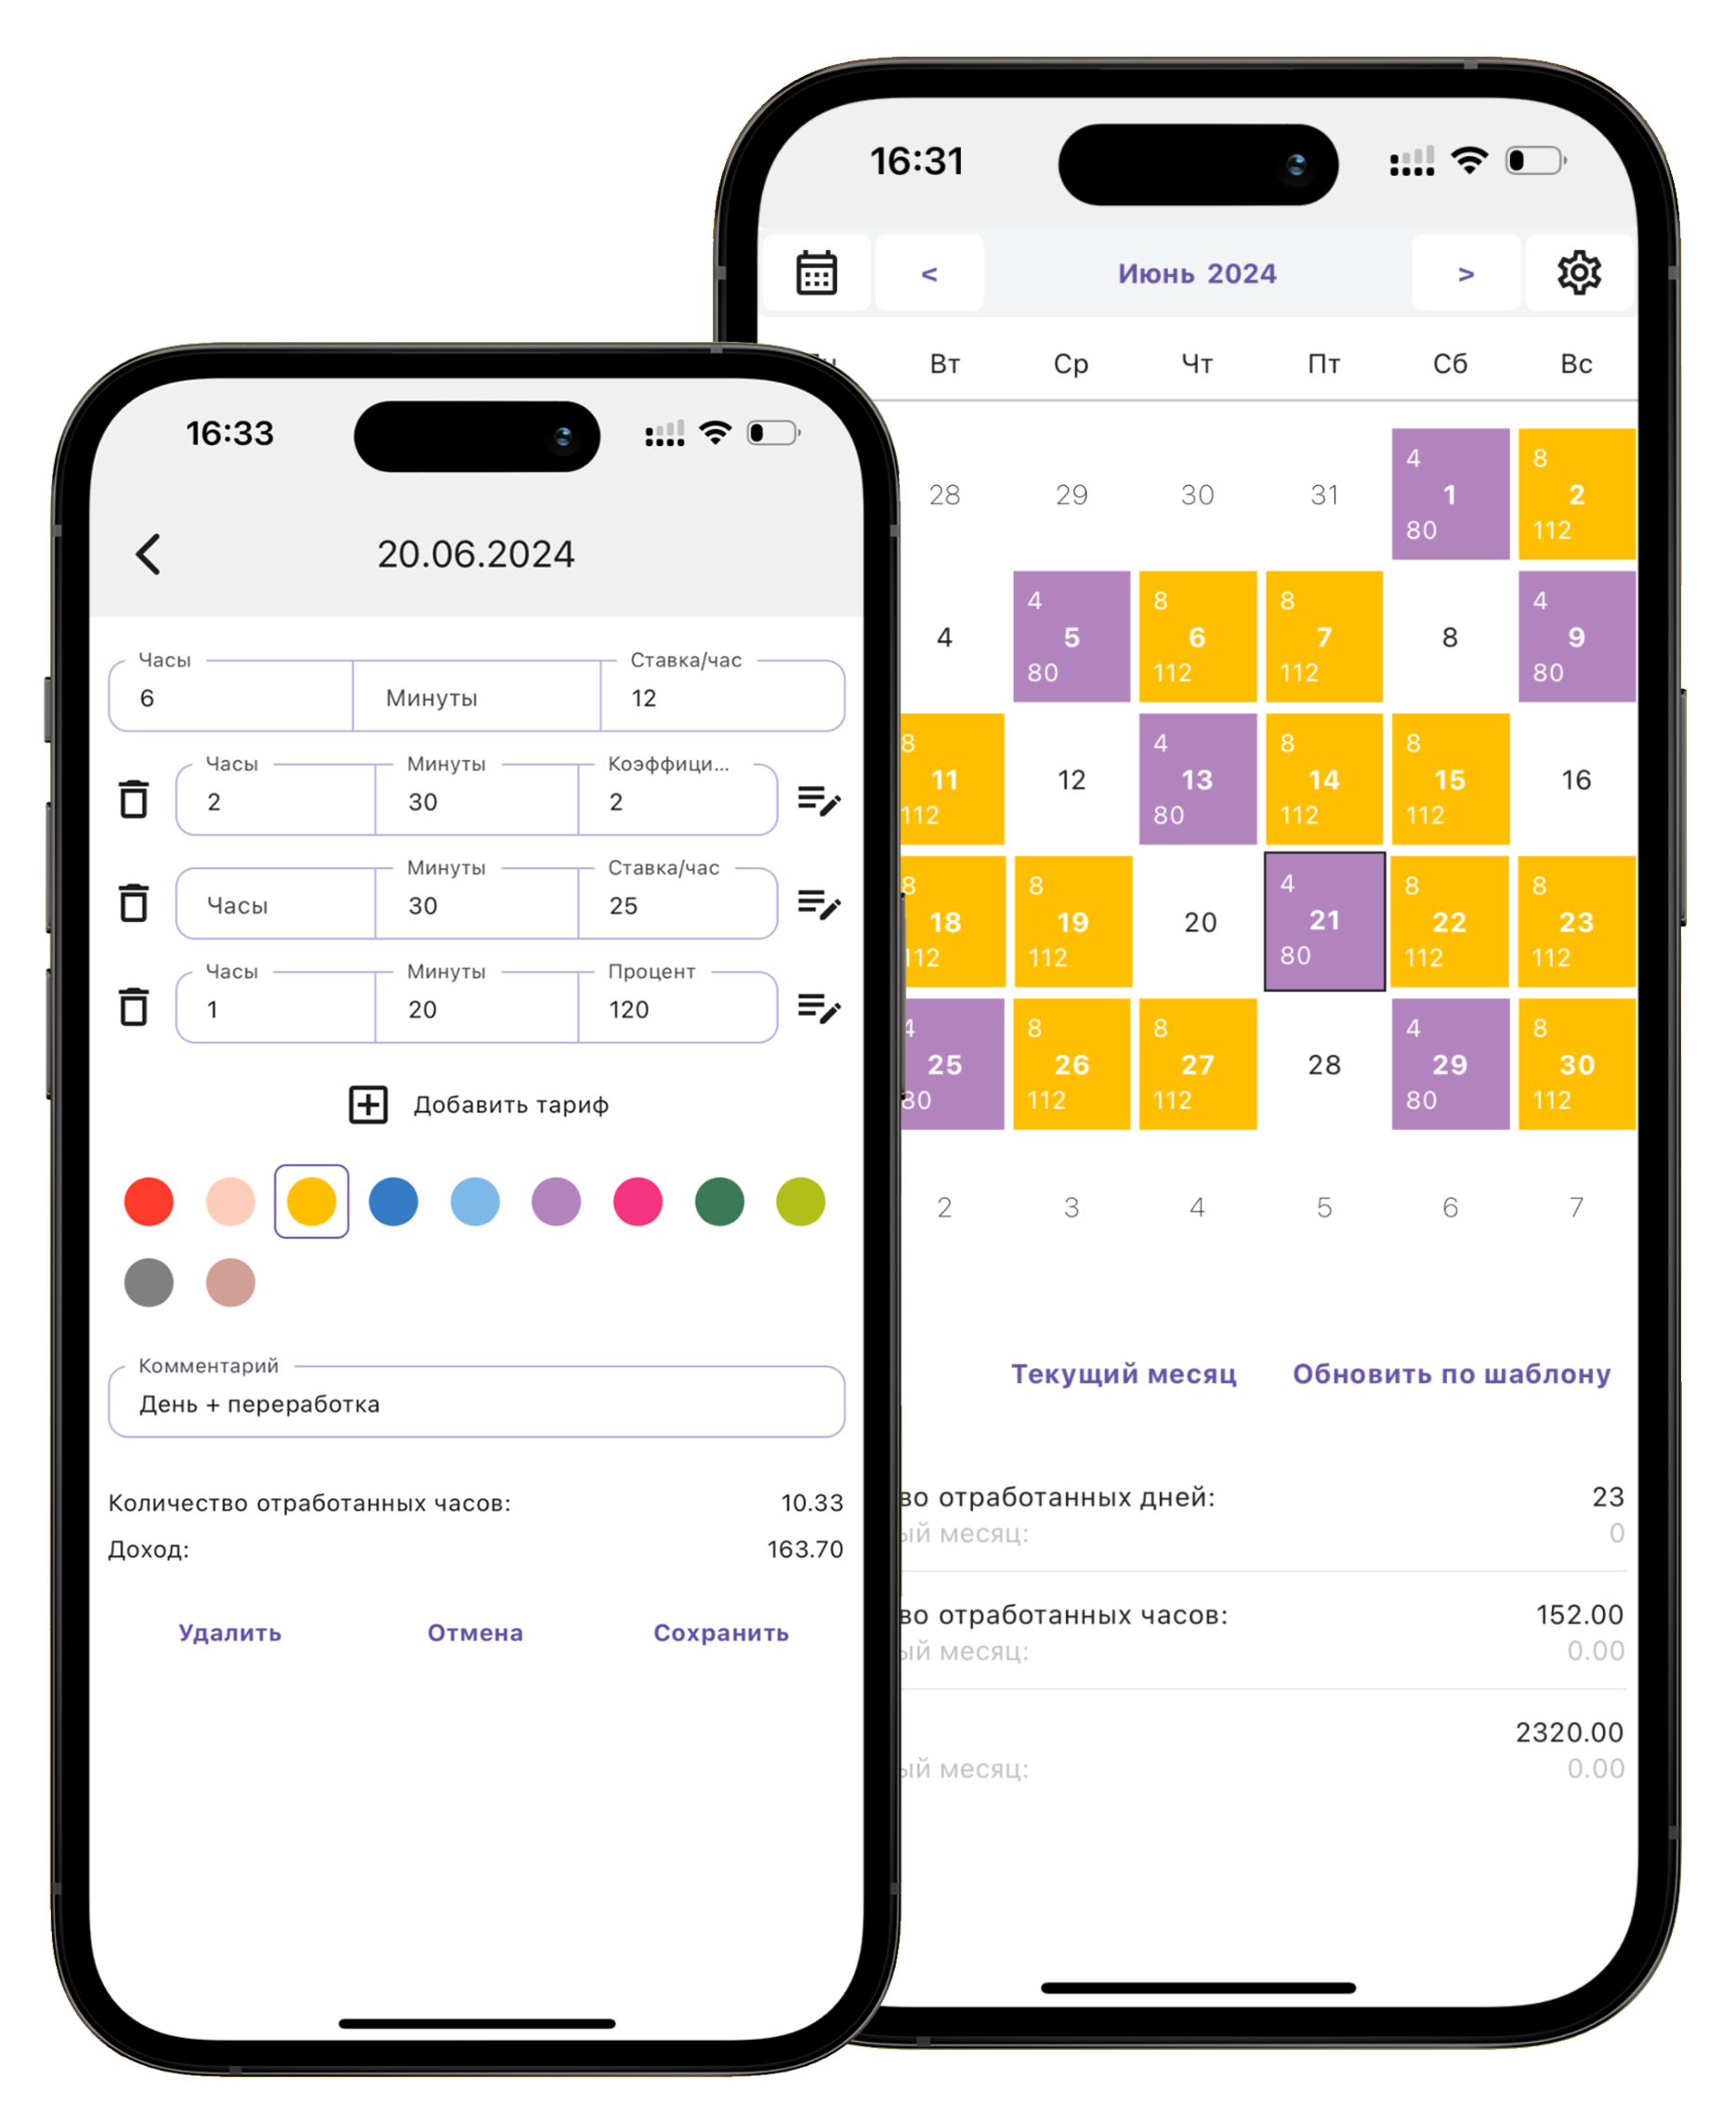 16:33
20.06.2024
Часы Ставка/час
6 Минуты 12
Часы Минуты Коэффици...
2 30 2
Минуты Ставка/час
Часы 30 25
Часы Минуты Процент
1 20 120
Добавить тариф
Комментарий
День + переработка
Количество отработанных часов: 10.33
Доход: 163.70
Удалить Отмена Сохранить
16:31
< Июнь 2024 >
Вт Ср Чт Пт Сб Вс
4 8
28 29 30 31 1 2
80 112
4 8 8 4
4 5 6 7 8 9
80 112 112 80
8 4 8 8
11 12 13 14 15 16
112 80 112 112
8 8 4 8 8
18 19 20 21 22 23
112 112 80 112 112
4 8 8 4 8
25 26 27 28 29 30
80 112 112 80 112
2 3 4 5 6 7
Текущий месяц Обновить по шаблону
во отработанных дней: 23
ый месяц: 0
во отработанных часов: 152.00
ый месяц: 0.00
2320.00
ый месяц: 0.00